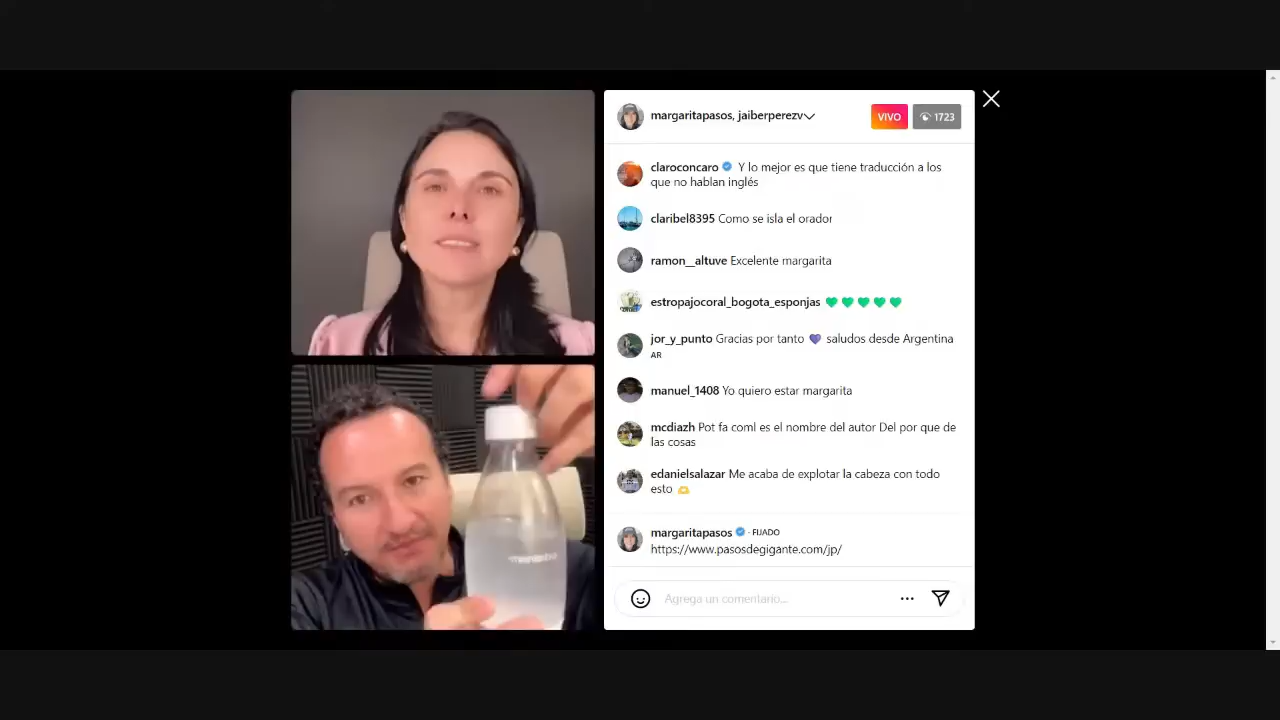 margaritapasos, jaiberperezv
VIVO
1723
claroconcaro Y lo mejor es que tiene traducción a los
que no hablan inglés
claribel8395 Como se isla el orador
ramon__altuve Excelente margarita
estropajocoral_bogota_esponjas 💚💚💚💚💚
jor_y_punto Gracias por tanto 💜 saludos desde Argentina
AR
manuel_1408 Yo quiero estar margarita
mcdiazh Pot fa coml es el nombre del autor Del por que de
las cosas
edanielsalazar Me acaba de explotar la cabeza con todo
esto 🫶
margaritapasos · FIJADO
https://www.pasosdegigante.com/jp/
Agrega un comentario...